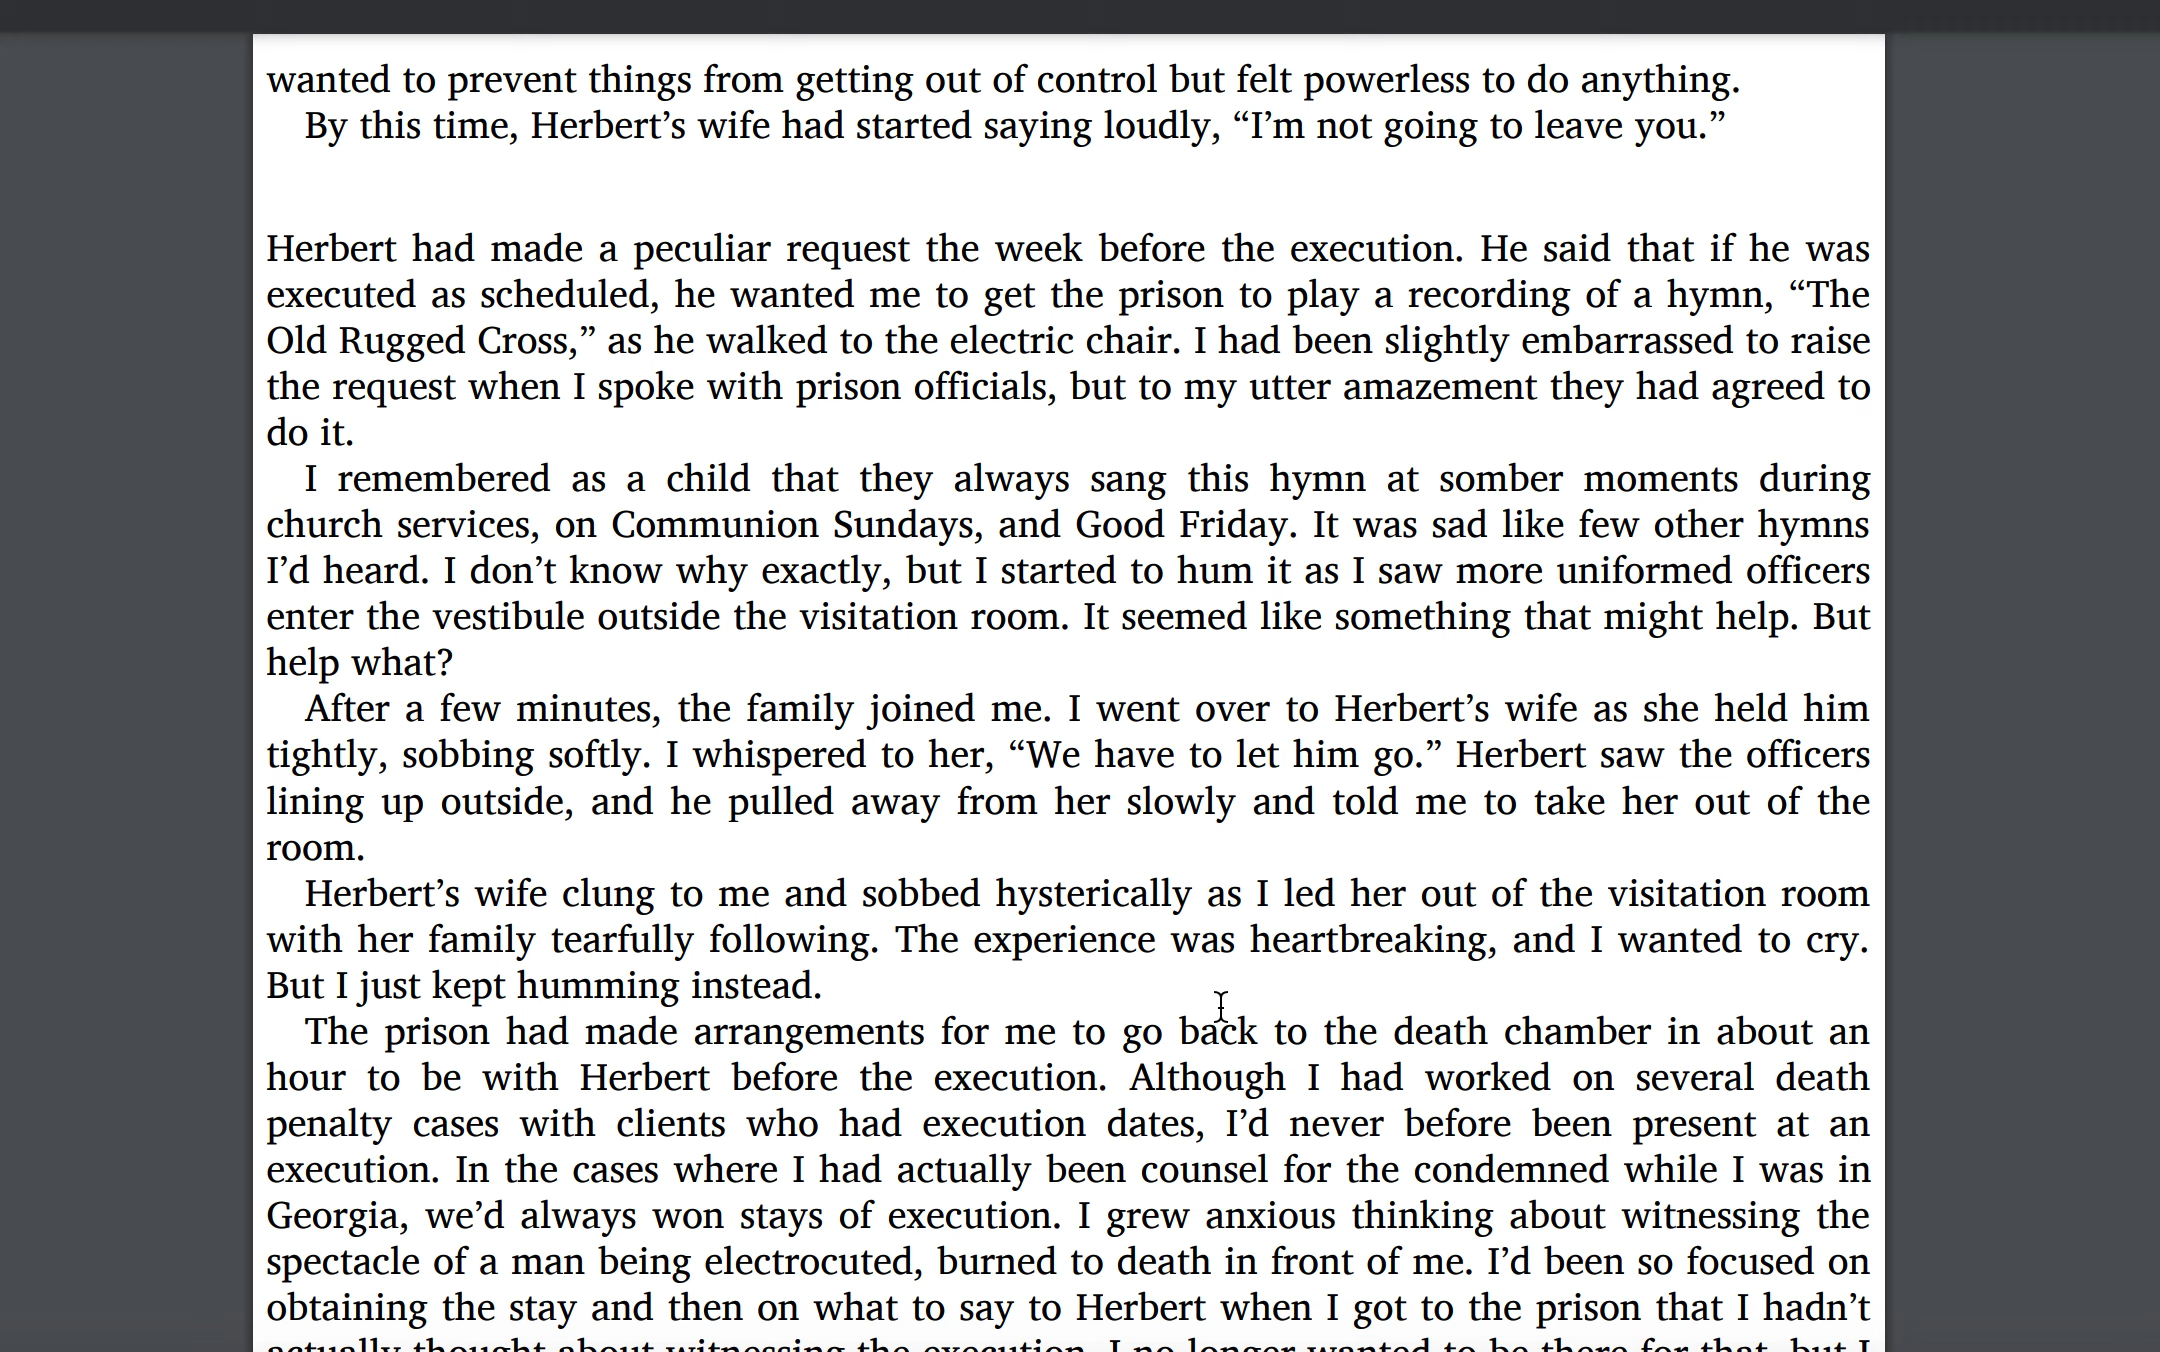 wanted to prevent things from getting out of control but felt powerless to do anything.
By this time, Herbert’s wife had started saying loudly, “I’m not going to leave you.”
Herbert had made a peculiar request the week before the execution. He said that if he was
executed as scheduled, he wanted me to get the prison to play a recording of a hymn, “The
Old Rugged Cross,” as he walked to the electric chair. I had been slightly embarrassed to raise
the request when I spoke with prison officials, but to my utter amazement they had agreed to
do it.
I remembered as a child that they always sang this hymn at somber moments during
church services, on Communion Sundays, and Good Friday. It was sad like few other hymns
I’d heard. I don’t know why exactly, but I started to hum it as I saw more uniformed officers
enter the vestibule outside the visitation room. It seemed like something that might help. But
help what?
After a few minutes, the family joined me. I went over to Herbert’s wife as she held him
tightly, sobbing softly. I whispered to her, “We have to let him go.” Herbert saw the officers
lining up outside, and he pulled away from her slowly and told me to take her out of the
room.
Herbert’s wife clung to me and sobbed hysterically as I led her out of the visitation room
with her family tearfully following. The experience was heartbreaking, and I wanted to cry.
But I just kept humming instead.
The prison had made arrangements for me to go back to the death chamber in about an
hour to be with Herbert before the execution. Although I had worked on several death
penalty cases with clients who had execution dates, I’d never before been present at an
execution. In the cases where I had actually been counsel for the condemned while I was in
Georgia, we’d always won stays of execution. I grew anxious thinking about witnessing the
spectacle of a man being electrocuted, burned to death in front of me. I’d been so focused on
obtaining the stay and then on what to say to Herbert when I got to the prison that I hadn’t
actually thought about witnessing the execution. I no longer wanted to be there for that, but I